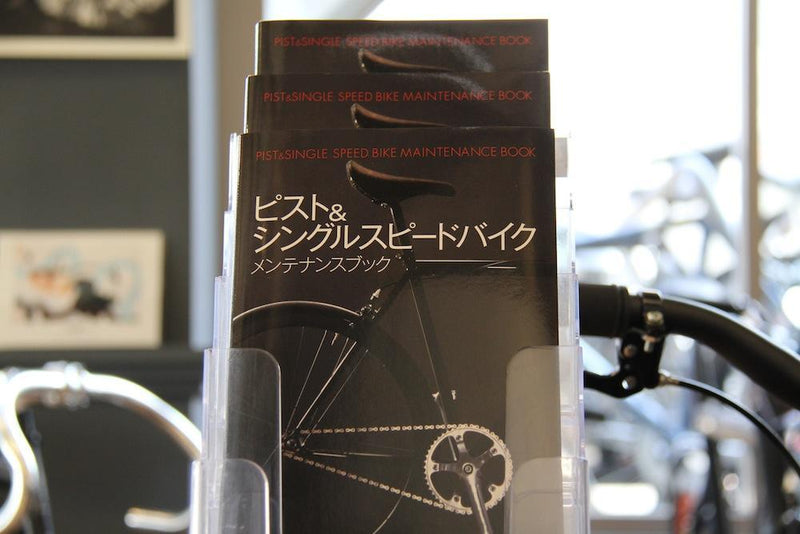 PIST&SINGLE SPEED BIKE MAINTENANCE BOOK
PIST&SINGLE SPEED BIKE MAINTENANCE BOOK
PIST&SINGLE SPEED BIKE MAINTENANCE BOOK
ピスト&
シングルスピードバイク
メンテナンスブック